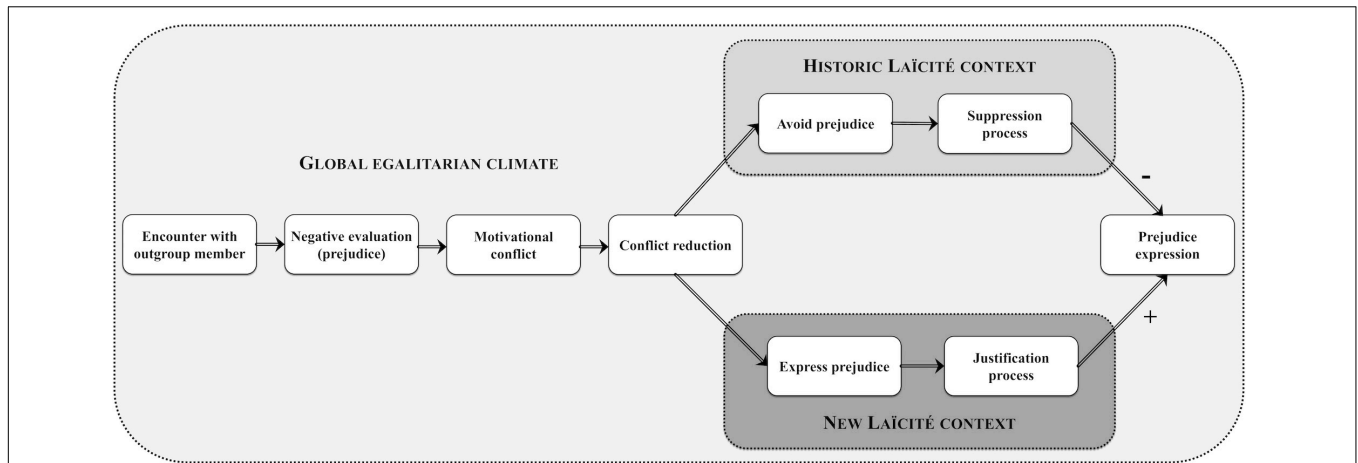 HISTORIC LAÏCITÉ CONTEXT
Avoid prejudice
Suppression
process
GLOBAL EGALITARIAN CLIMATE
-
Encounter with
outgroup member
Negative evaluation
(prejudice)
Motivational
conflict
Conflict reduction
Prejudice
expression
+
Express prejudice
Justification
process
NEW LAÏCITÉ CONTEXT